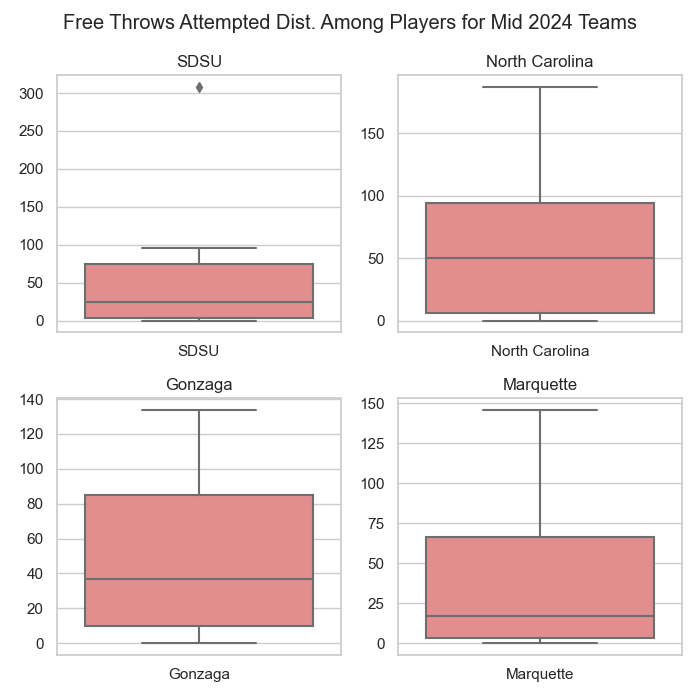 Free Throws Attempted Dist. Among Players for Mid 2024 Teams
SDSU
300
250
200
150
100
50
0
SDSU
North Carolina
150
100
50
0
North Carolina
Gonzaga
140
120
100
80
60
40
20
0
Gonzaga
Marquette
150
125
100
75
50
25
0
Marquette